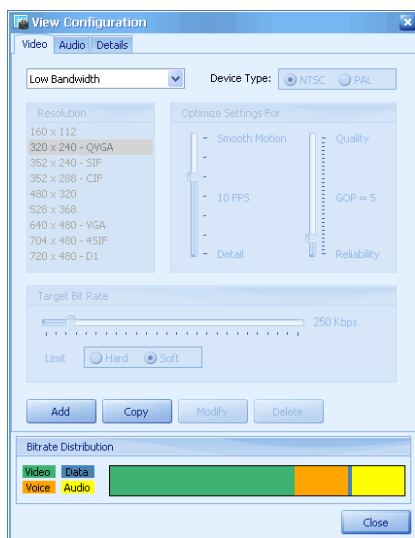 View Configuration
Video Audio Details
Low Bandwidth Device Type: NTSC PAL
Resolution
160 x 112
320 x 240 - QVGA
352 x 240 - SIF
352 x 288 - CIF
480 x 320
528 x 368
640 x 480 - VGA
704 x 480 - 4SIF
720 x 480 - D1
Optimize Settings For
Smooth Motion Quality
10 FPS GOP = 5
Detail Reliability
Target Bit Rate
250 Kbps
Limit Hard Soft
Add Copy Modify Delete
Bitrate Distribution
Video Data
Voice Audio
Close